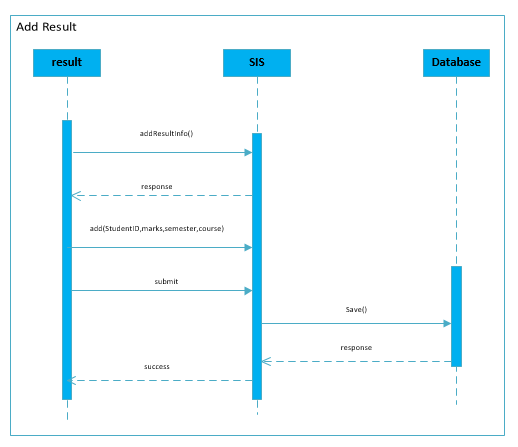 Add Result
result
SIS
Database
addResultInfo()
response
add(StudentID,marks,semester,course)
submit
Save()
response
success